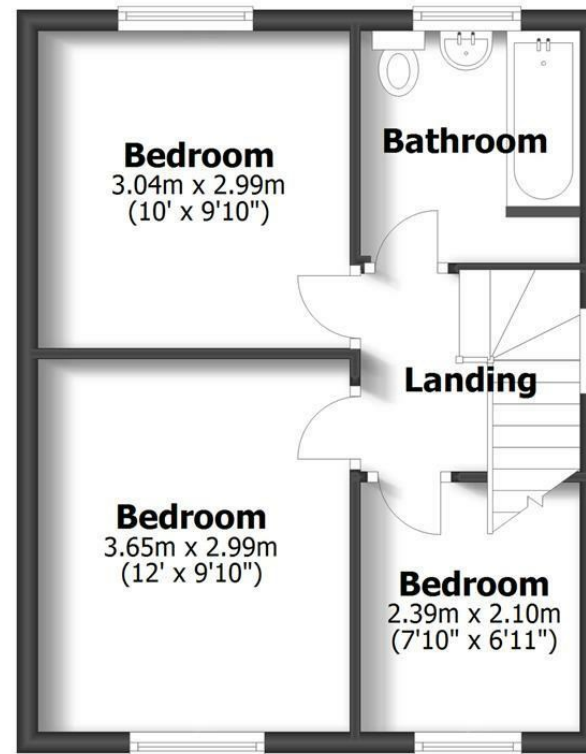 Bedroom
3.04m x 2.99m
(10' x 9'10")
Bathroom
Landing
Bedroom
3.65m x 2.99m
(12' x 9'10")
Bedroom
2.39m x 2.10m
(7'10" x 6'11")